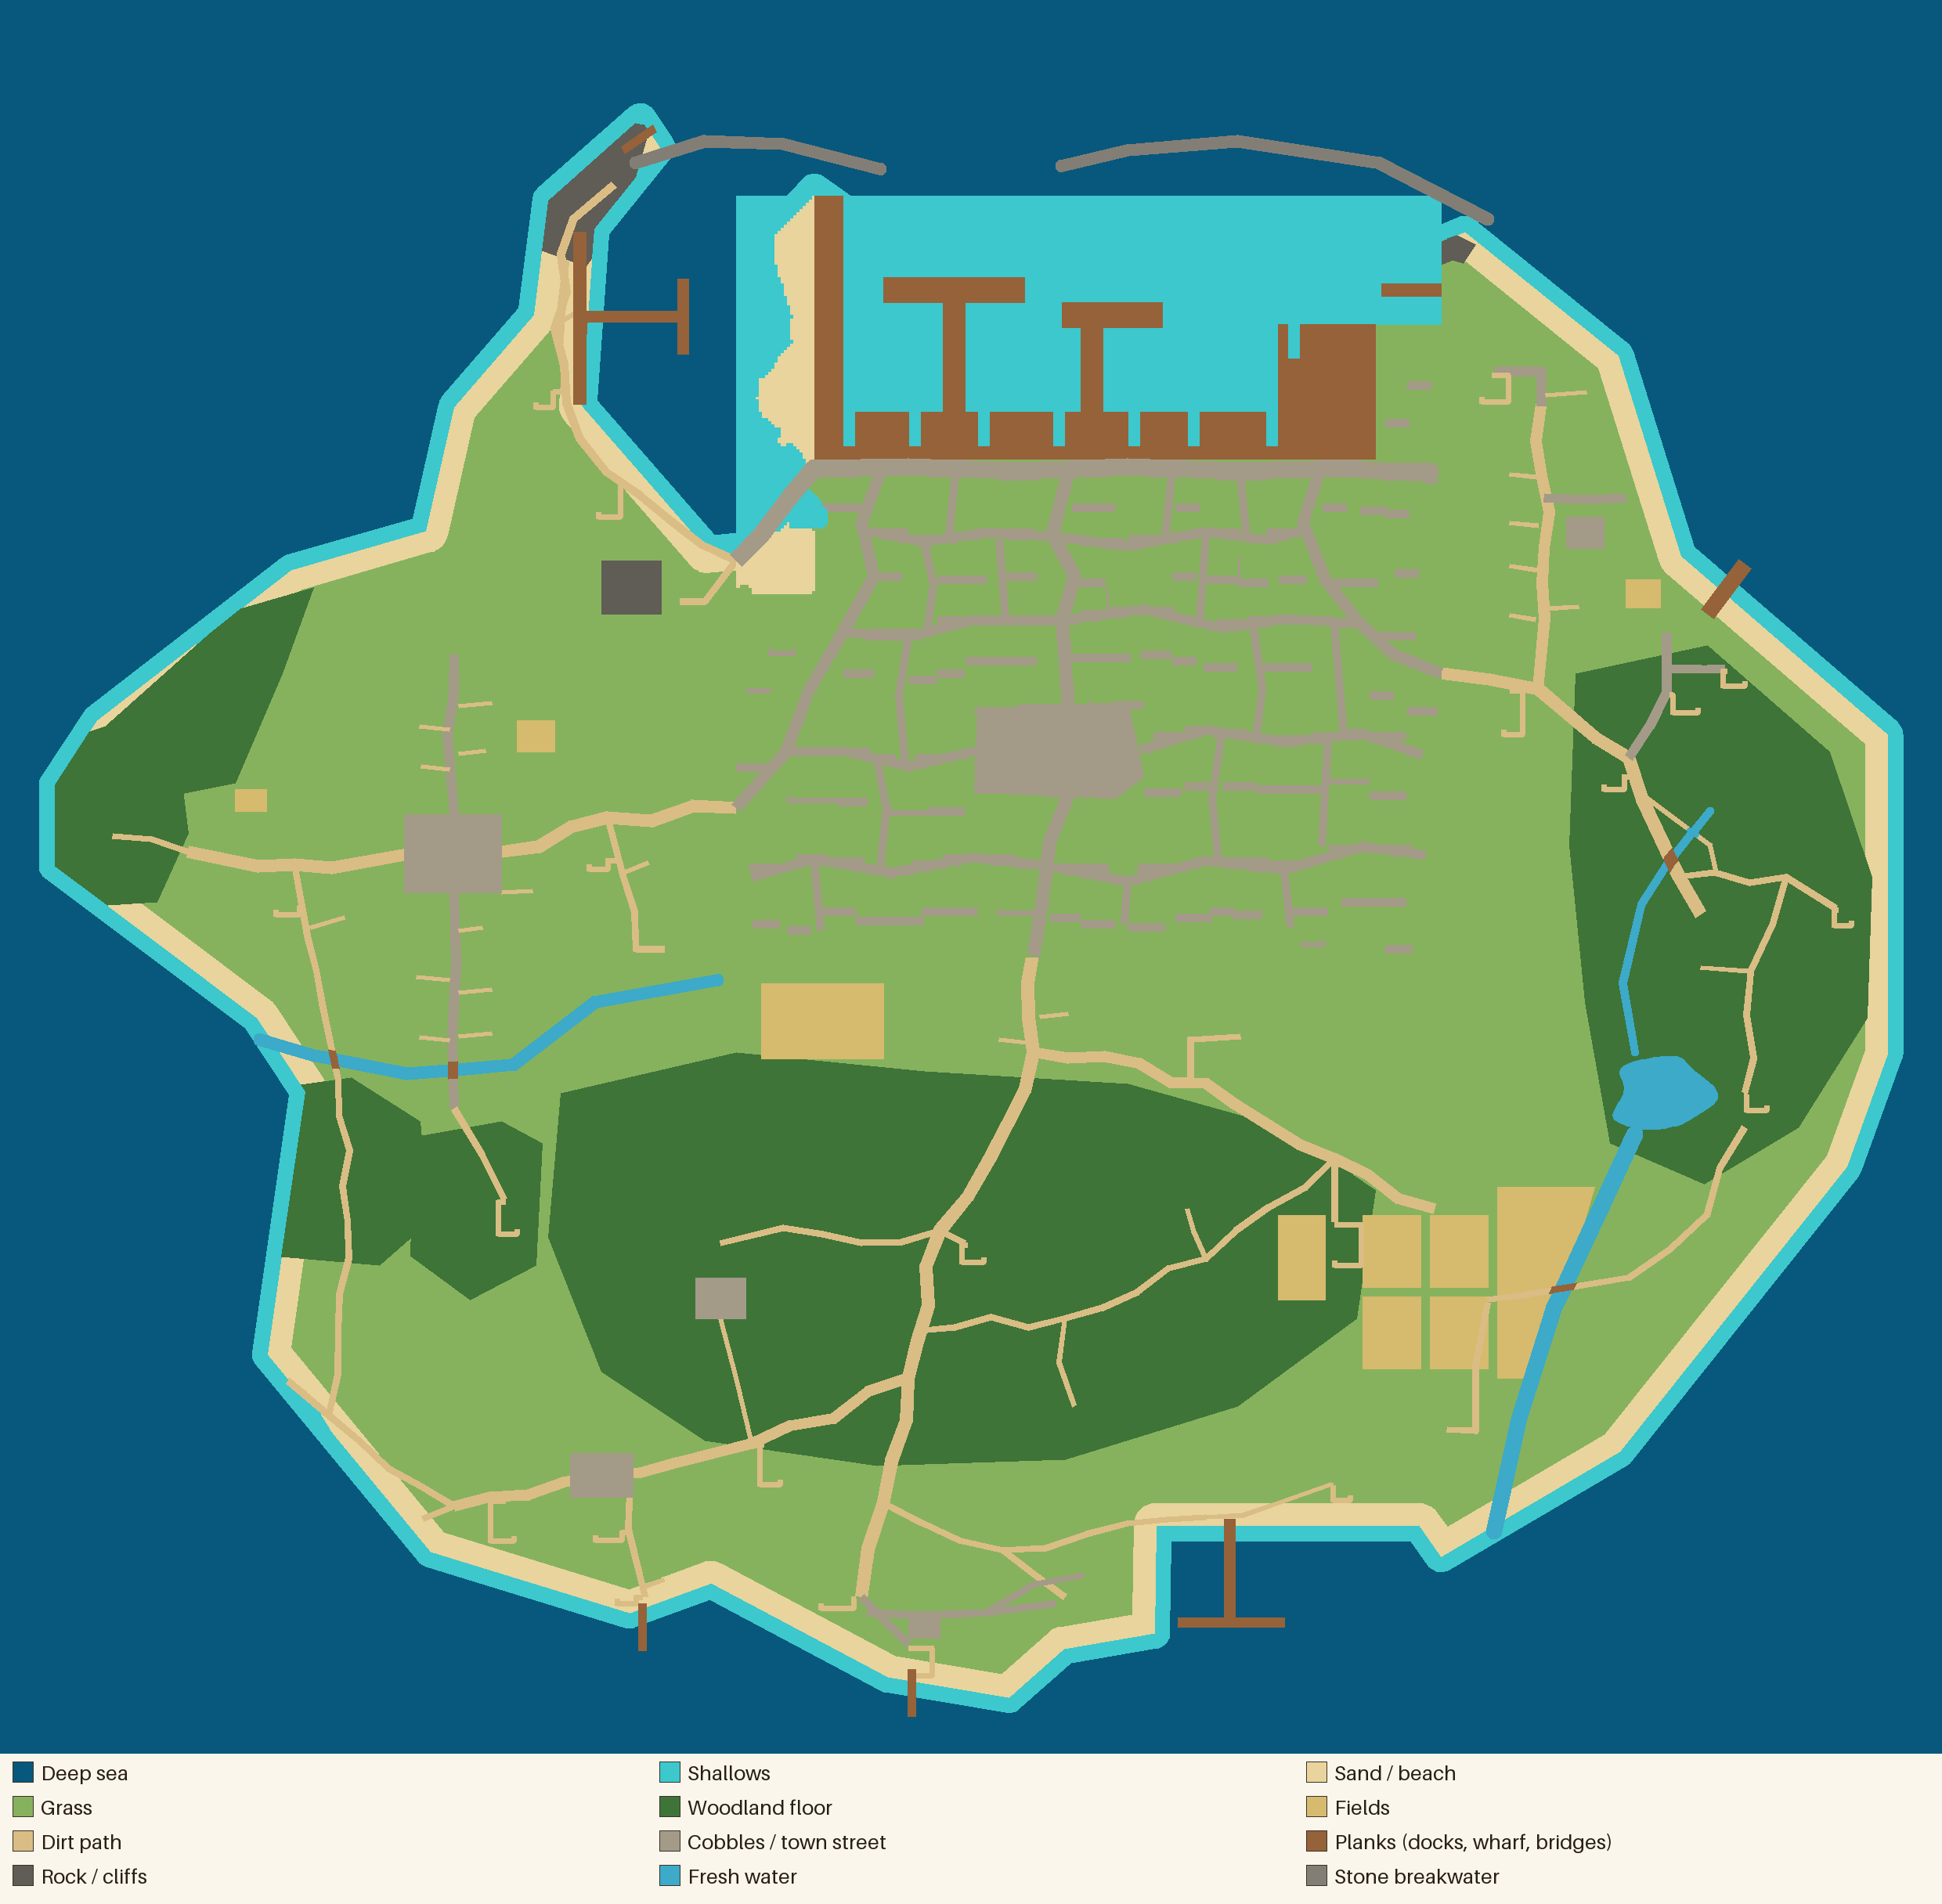 Deep sea
Shallows
Sand / beach
Grass
Woodland floor
Fields
Dirt path
Cobbles / town street
Planks (docks, wharf, bridges)
Rock / cliffs
Fresh water
Stone breakwater